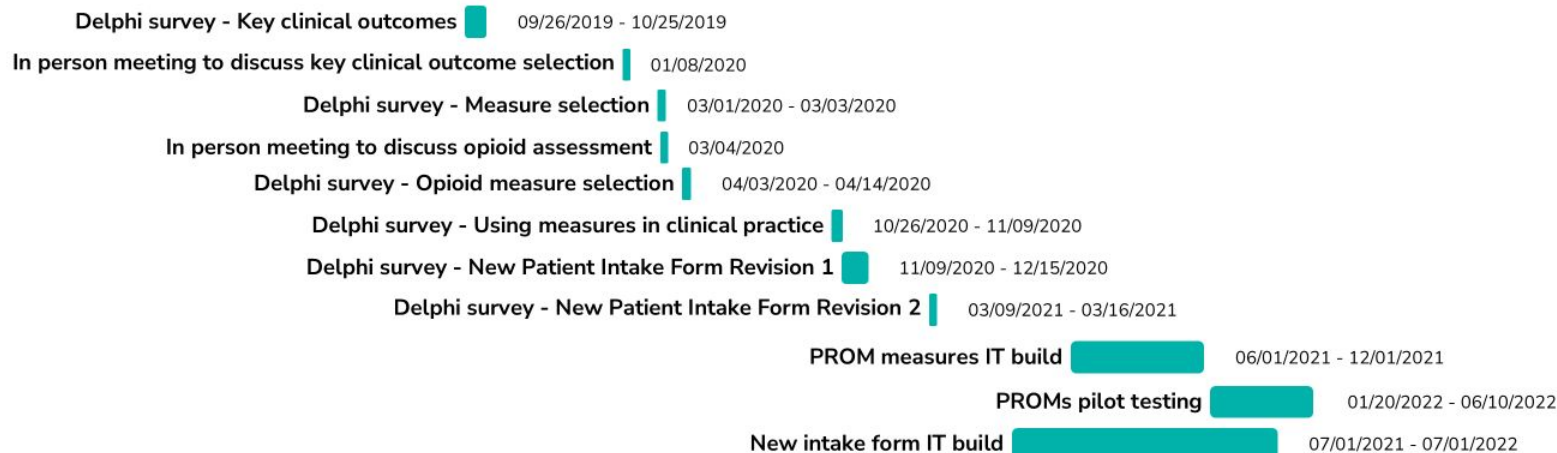 Delphi survey - Key clinical outcomes 09/26/2019 - 10/25/2019
In person meeting to discuss key clinical outcome selection 01/08/2020
Delphi survey - Measure selection 03/01/2020 - 03/03/2020
In person meeting to discuss opioid assessment 03/04/2020
Delphi survey - Opioid measure selection 04/03/2020 - 04/14/2020
Delphi survey - Using measures in clinical practice 10/26/2020 - 11/09/2020
Delphi survey - New Patient Intake Form Revision 1 11/09/2020 - 12/15/2020
Delphi survey - New Patient Intake Form Revision 2 03/09/2021 - 03/16/2021
PROM measures IT build 06/01/2021 - 12/01/2021
PROMs pilot testing 01/20/2022 - 06/10/2022
New intake form IT build 07/01/2021 - 07/01/2022